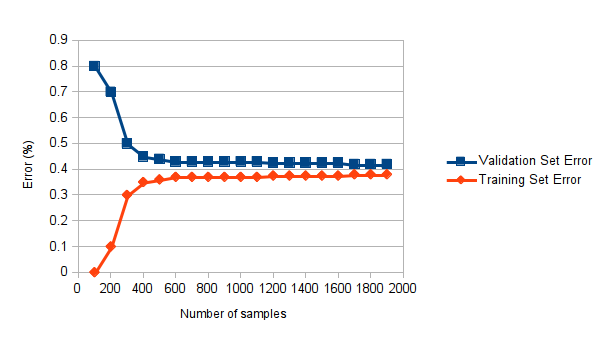 0.9
0.8
0.7
0.6
0.5
0.4
0.3
0.2
0.1
0
Error (%)
0 200 400 600 800 1000 1200 1400 1600 1800 2000
Number of samples
Validation Set Error
Training Set Error